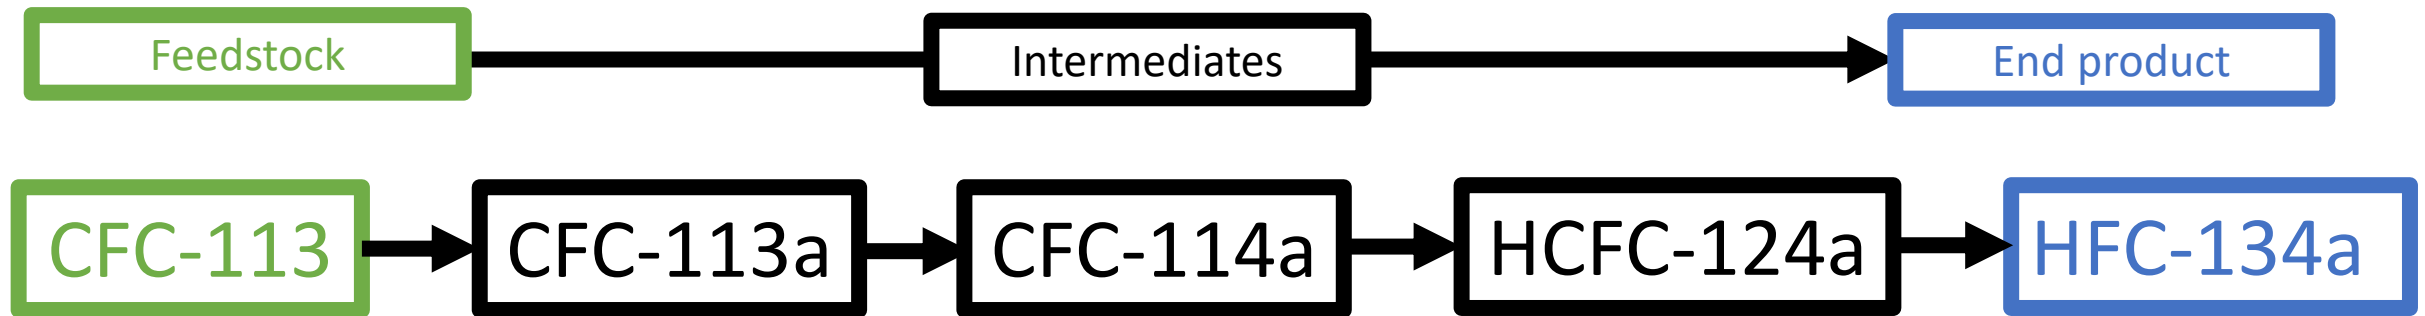 Feedstock
Intermediates
End product
CFC-113
CFC-113a
CFC-114a
HCFC-124a
HFC-134a